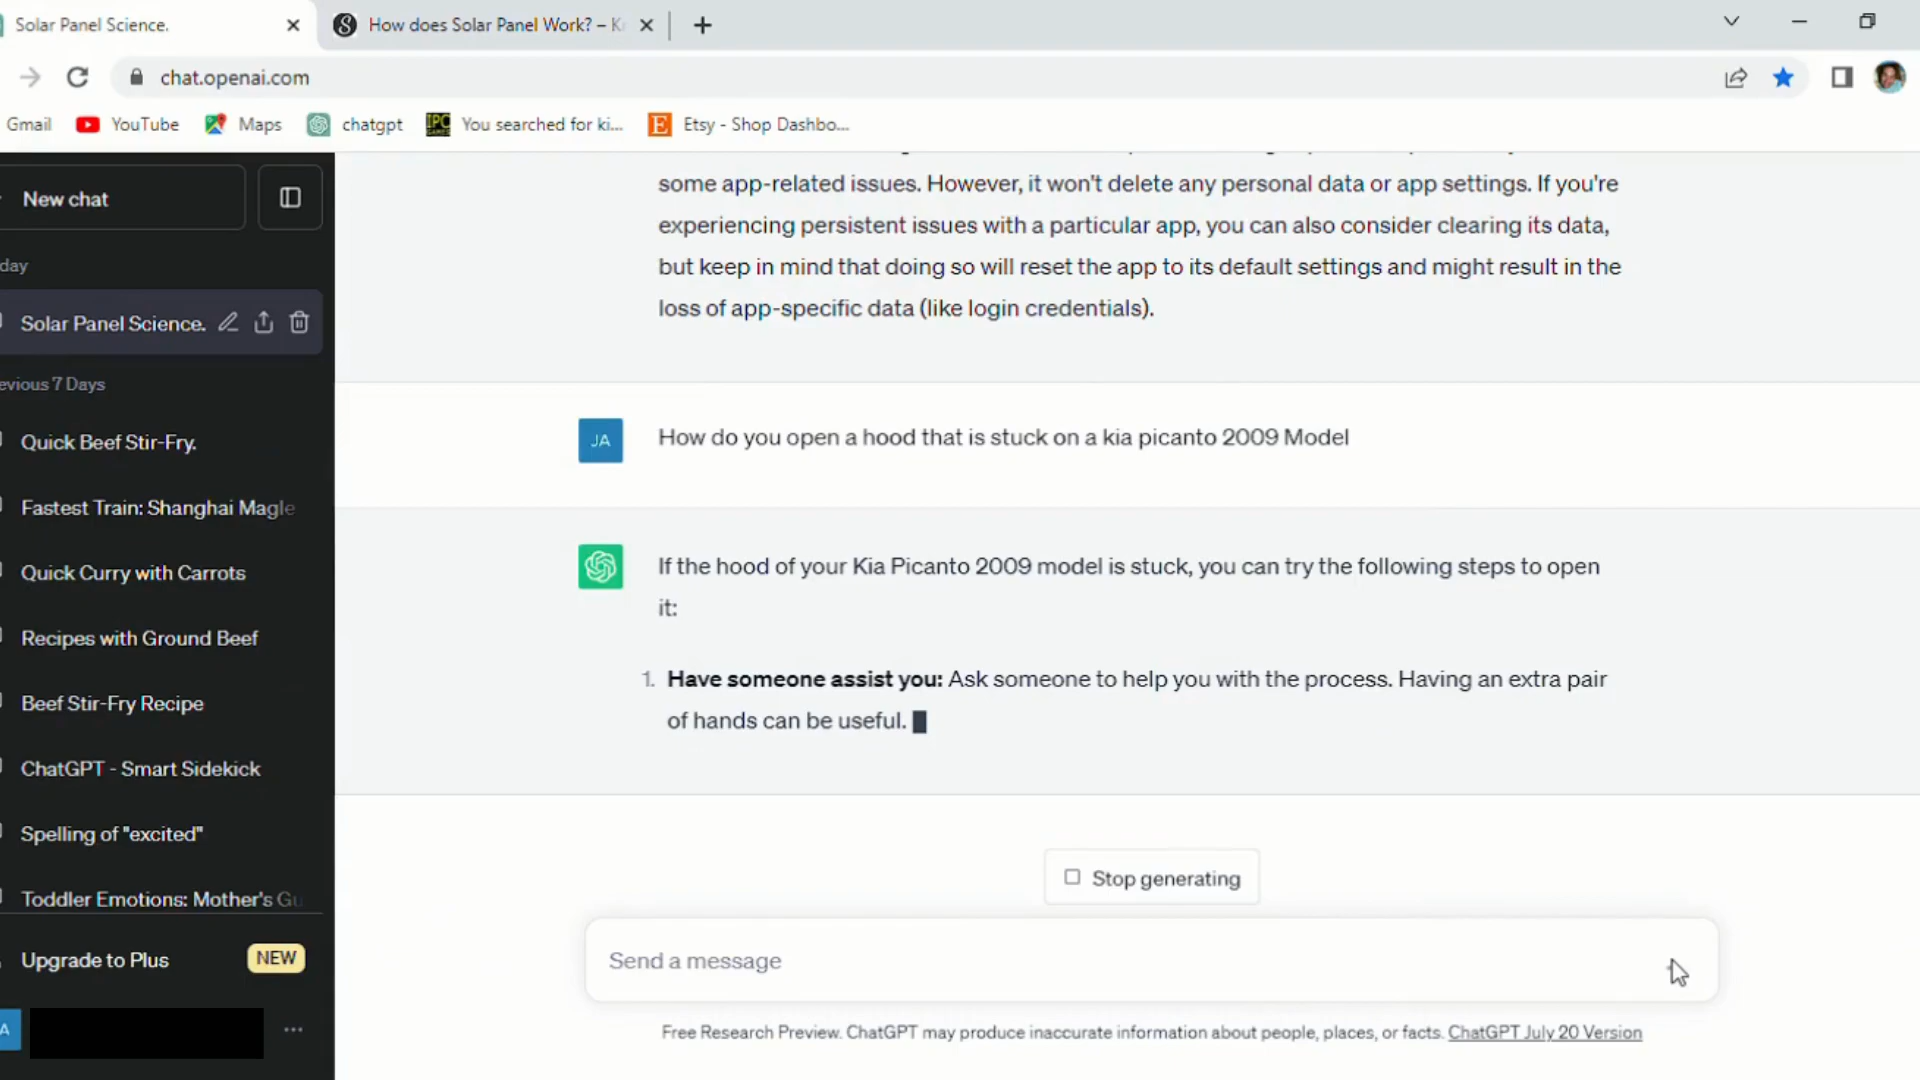 Solar Panel Science.
How does Solar Panel Work? – K
chat.openai.com
Gmail
YouTube
Maps
chatgpt
You searched for ki...
Etsy - Shop Dashbo...
New chat
day
Solar Panel Science.
evious 7 Days
Quick Beef Stir-Fry.
Fastest Train: Shanghai Magle
Quick Curry with Carrots
Recipes with Ground Beef
Beef Stir-Fry Recipe
ChatGPT - Smart Sidekick
Spelling of "excited"
Toddler Emotions: Mother's Gu
Upgrade to Plus
NEW
A
some app-related issues. However, it won't delete any personal data or app settings. If you're
experiencing persistent issues with a particular app, you can also consider clearing its data,
but keep in mind that doing so will reset the app to its default settings and might result in the
loss of app-specific data (like login credentials).
JA
How do you open a hood that is stuck on a kia picanto 2009 Model
If the hood of your Kia Picanto 2009 model is stuck, you can try the following steps to open
it:
1. Have someone assist you: Ask someone to help you with the process. Having an extra pair
of hands can be useful.
Stop generating
Send a message
Free Research Preview. ChatGPT may produce inaccurate information about people, places, or facts. ChatGPT July 20 Version